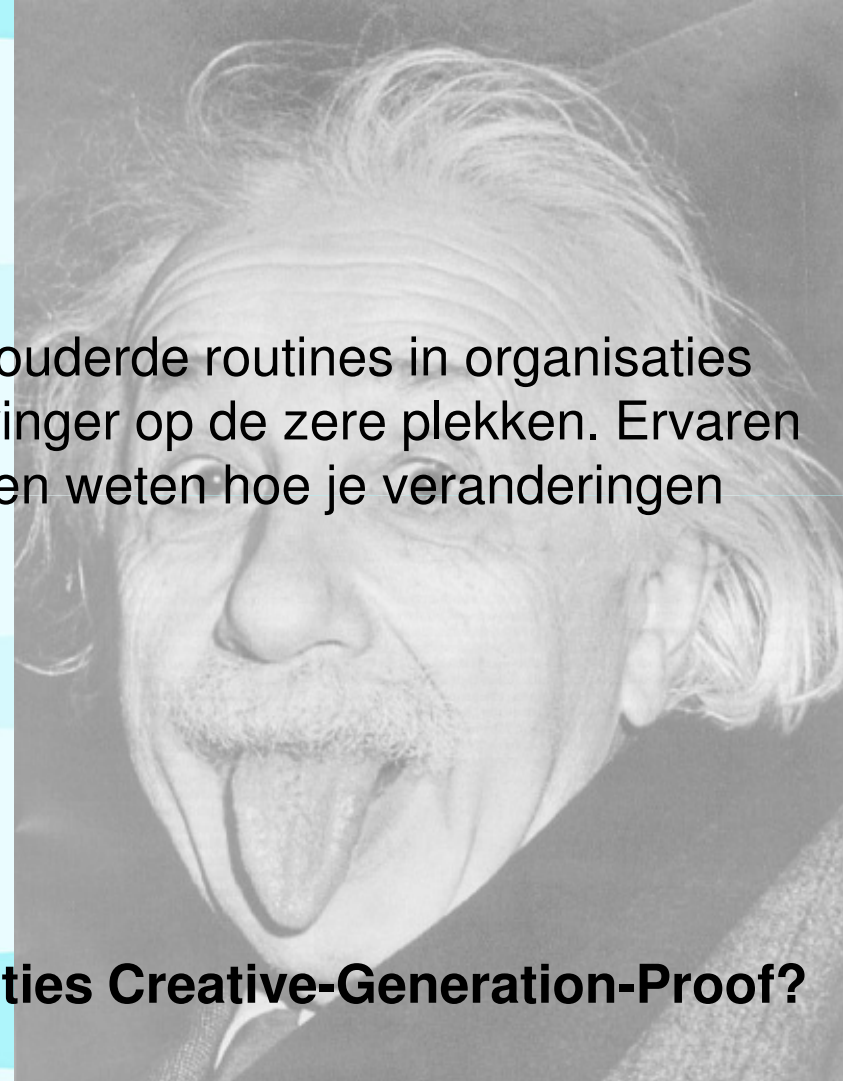 ouderde routines in organisaties
inger op de zere plekken. Ervaren
en weten hoe je veranderingen
ties Creative-Generation-Proof?